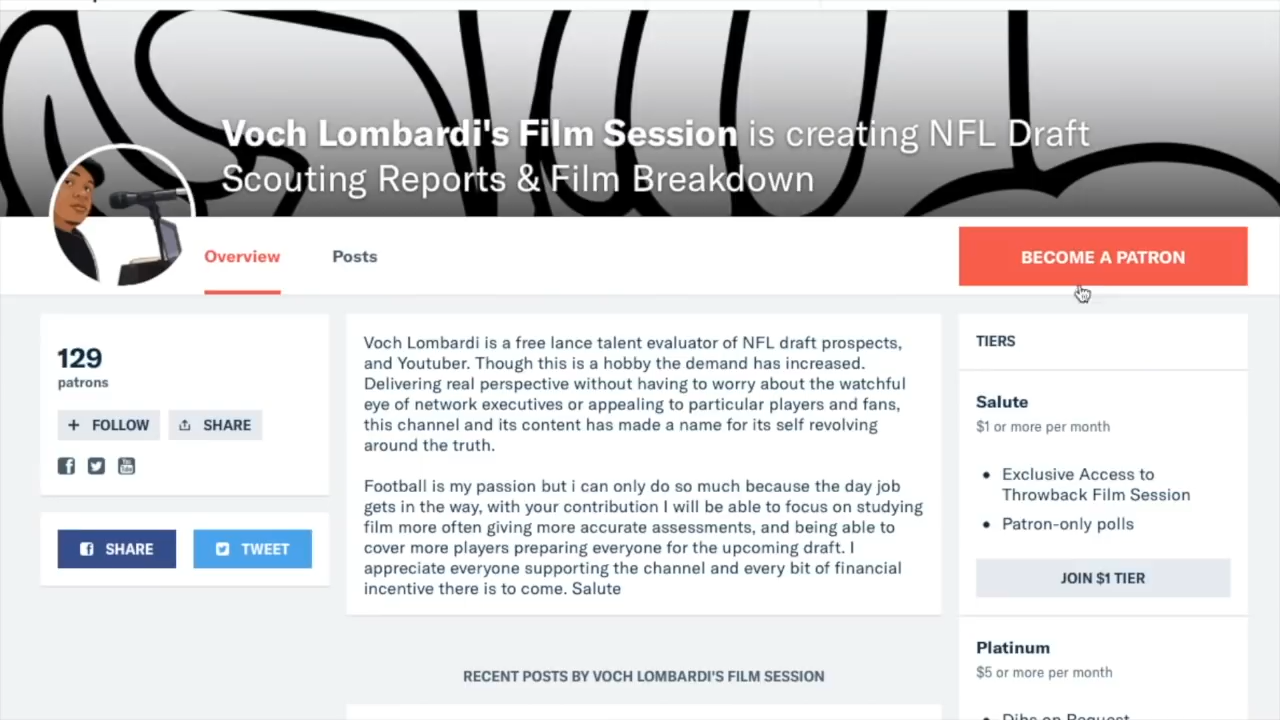 Voch Lombardi's Film Session is creating NFL Draft
Scouting Reports & Film Breakdown
Overview
Posts
BECOME A PATRON
129
patrons
+ FOLLOW
SHARE
SHARE
TWEET
Voch Lombardi is a free lance talent evaluator of NFL draft prospects,
and Youtuber. Though this is a hobby the demand has increased.
Delivering real perspective without having to worry about the watchful
eye of network executives or appealing to particular players and fans,
this channel and its content has made a name for its self revolving
around the truth.
Football is my passion but i can only do so much because the day job
gets in the way, with your contribution I will be able to focus on studying
film more often giving more accurate assessments, and being able to
cover more players preparing everyone for the upcoming draft. I
appreciate everyone supporting the channel and every bit of financial
incentive there is to come. Salute
RECENT POSTS BY VOCH LOMBARDI'S FILM SESSION
TIERS
Salute
$1 or more per month
• Exclusive Access to
Throwback Film Session
• Patron-only polls
JOIN $1 TIER
Platinum
$5 or more per month
• Dibs on Request